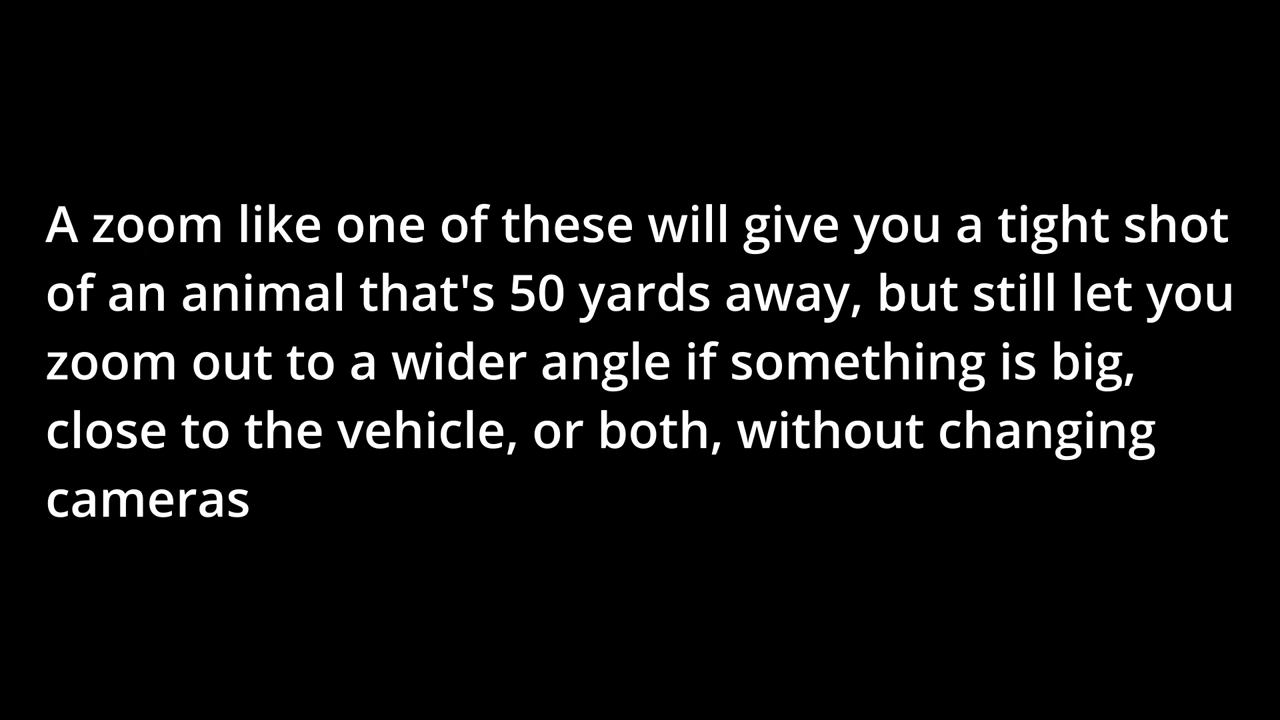 A zoom like one of these will give you a tight shot
of an animal that's 50 yards away, but still let you
zoom out to a wider angle if something is big,
close to the vehicle, or both, without changing
cameras